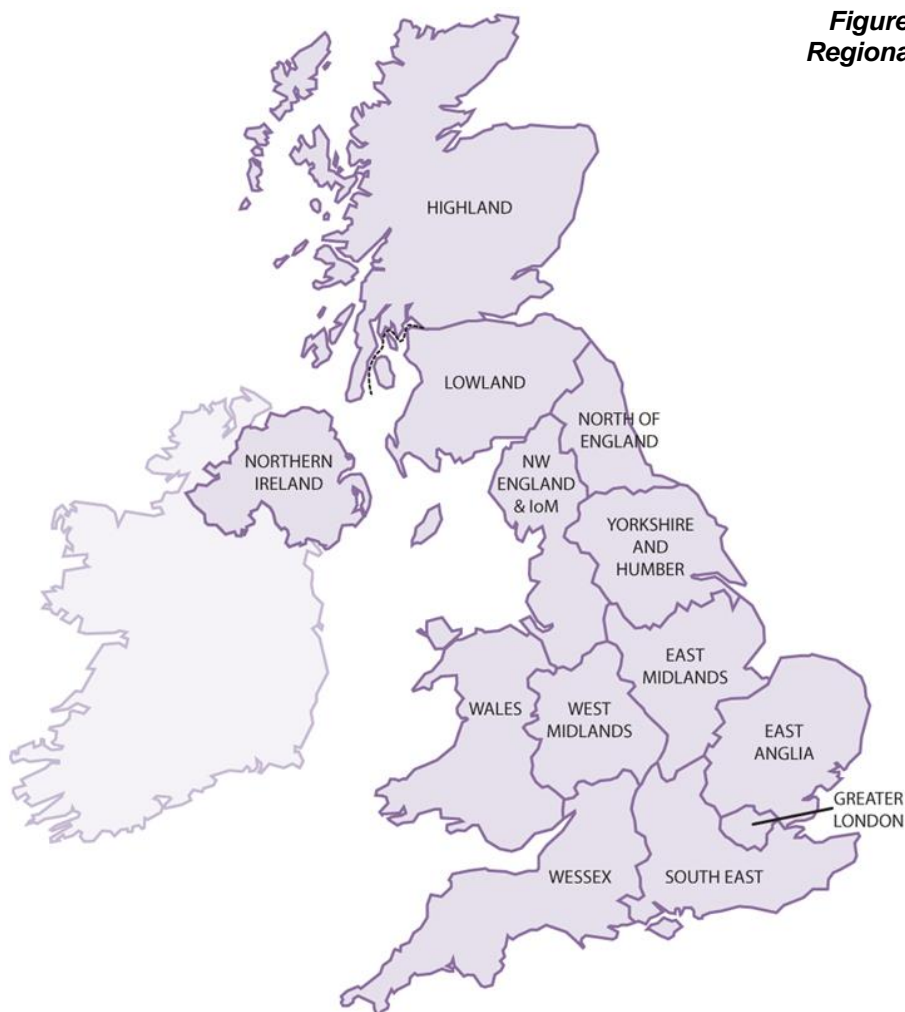 Figure
Regiona
HIGHLAND
LOWLAND
NORTH OF
ENGLAND
NORTHERN
IRELAND
NW
ENGLAND
& IoM
YORKSHIRE
AND
HUMBER
EAST
MIDLANDS
WALES
WEST
MIDLANDS
EAST
ANGLIA
GREATER
LONDON
WESSEX
SOUTH EAST